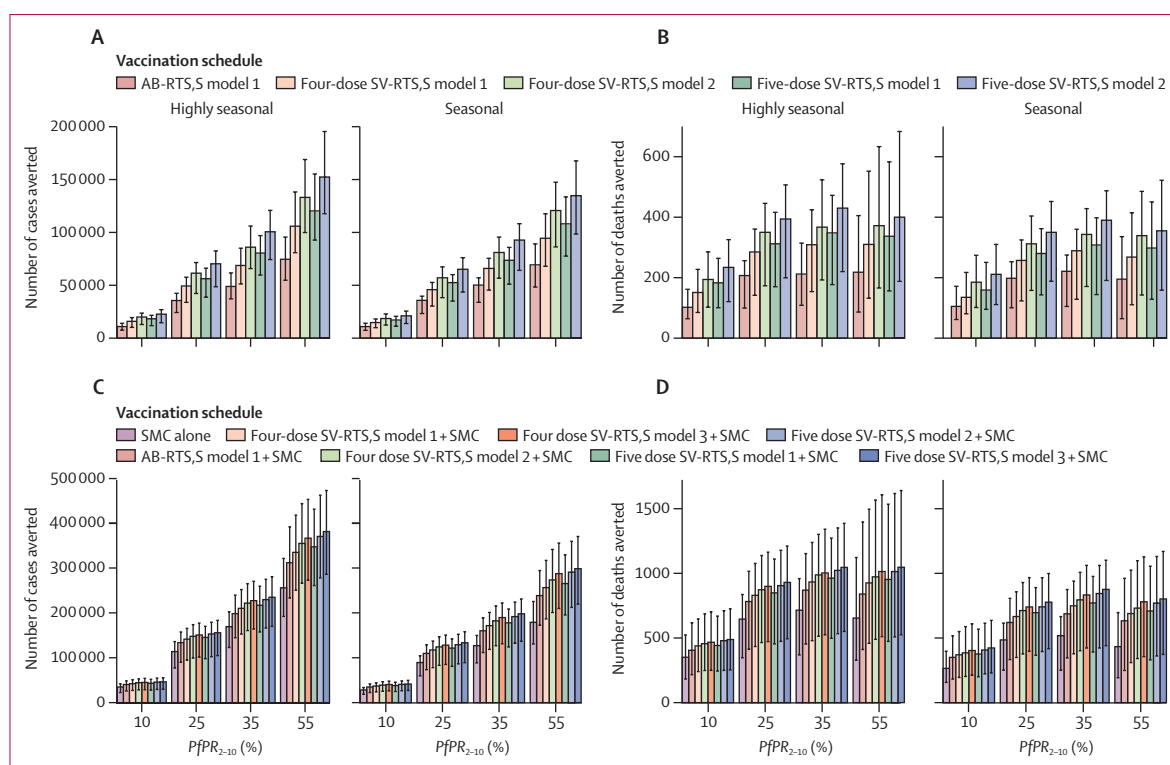 A
Vaccination schedule
AB-RTS,S model 1 Four-dose SV-RTS,S model 1 Four-dose SV-RTS,S model 2 Five-dose SV-RTS,S model 1 Five-dose SV-RTS,S model 2
Highly seasonal Seasonal
Number of cases averted
200 000
150 000
100 000
50 000
0
B
Highly seasonal Seasonal
Number of deaths averted
600
400
200
0
C
Vaccination schedule
SMC alone Four-dose SV-RTS,S model 1 + SMC Four dose SV-RTS,S model 3 + SMC Five dose SV-RTS,S model 2 + SMC
AB-RTS,S model 1 + SMC Four dose SV-RTS,S model 2 + SMC Five dose SV-RTS,S model 1 + SMC Five dose SV-RTS,S model 3 + SMC
Number of cases averted
500 000
400 000
300 000
200 000
100 000
0
10 25 35 55 10 25 35 55
PfPR2–10 (%) PfPR2–10 (%)
D
Number of deaths averted
1500
1000
500
0
10 25 35 55 10 25 35 55
PfPR2–10 (%) PfPR2–10 (%)